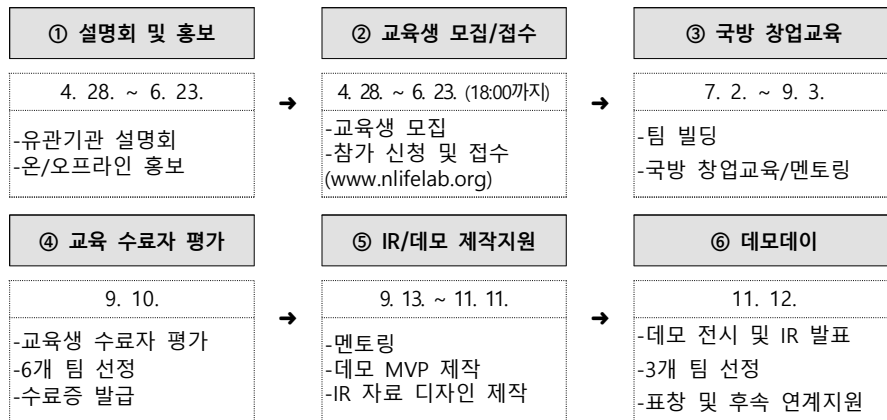 ① 설명회 및 홍보
4. 28. ~ 6. 23.
-유관기관 설명회
-온/오프라인 홍보
➜
② 교육생 모집/접수
4. 28. ~ 6. 23. (18:00까지)
-교육생 모집
-참가 신청 및 접수
(www.nlifelab.org)
➜
③ 국방 창업교육
7. 2. ~ 9. 3.
-팀 빌딩
-국방 창업교육/멘토링
④ 교육 수료자 평가
9. 10.
-교육생 수료자 평가
-6개 팀 선정
-수료증 발급
➜
⑤ IR/데모 제작지원
9. 13. ~ 11. 11.
-멘토링
-데모 MVP 제작
-IR 자료 디자인 제작
➜
⑥ 데모데이
11. 12.
-데모 전시 및 IR 발표
-3개 팀 선정
-표창 및 후속 연계지원